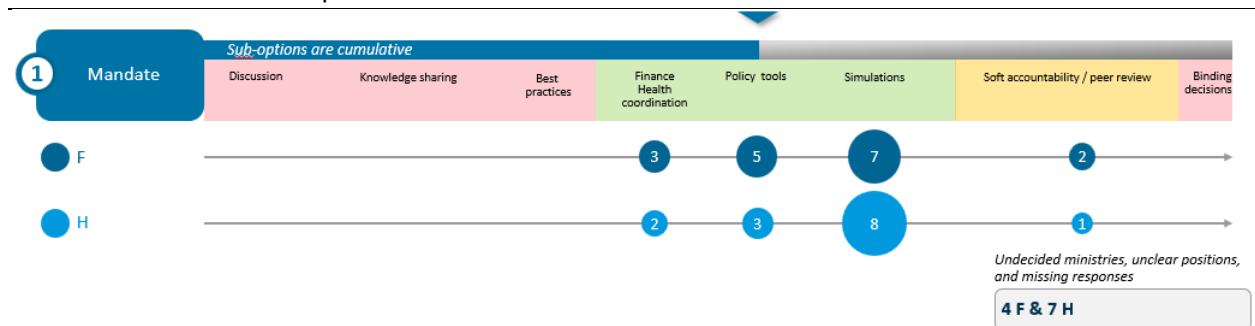 Sub-options are cumulative
1
Mandate
Discussion
Knowledge sharing
Best
practices
Finance
Health
coordination
Policy tools
Simulations
Soft accountability / peer review
Binding
decisions
F
3
5
7
2
H
2
3
8
1
Undecided ministries, unclear positions,
and missing responses
4 F & 7 H